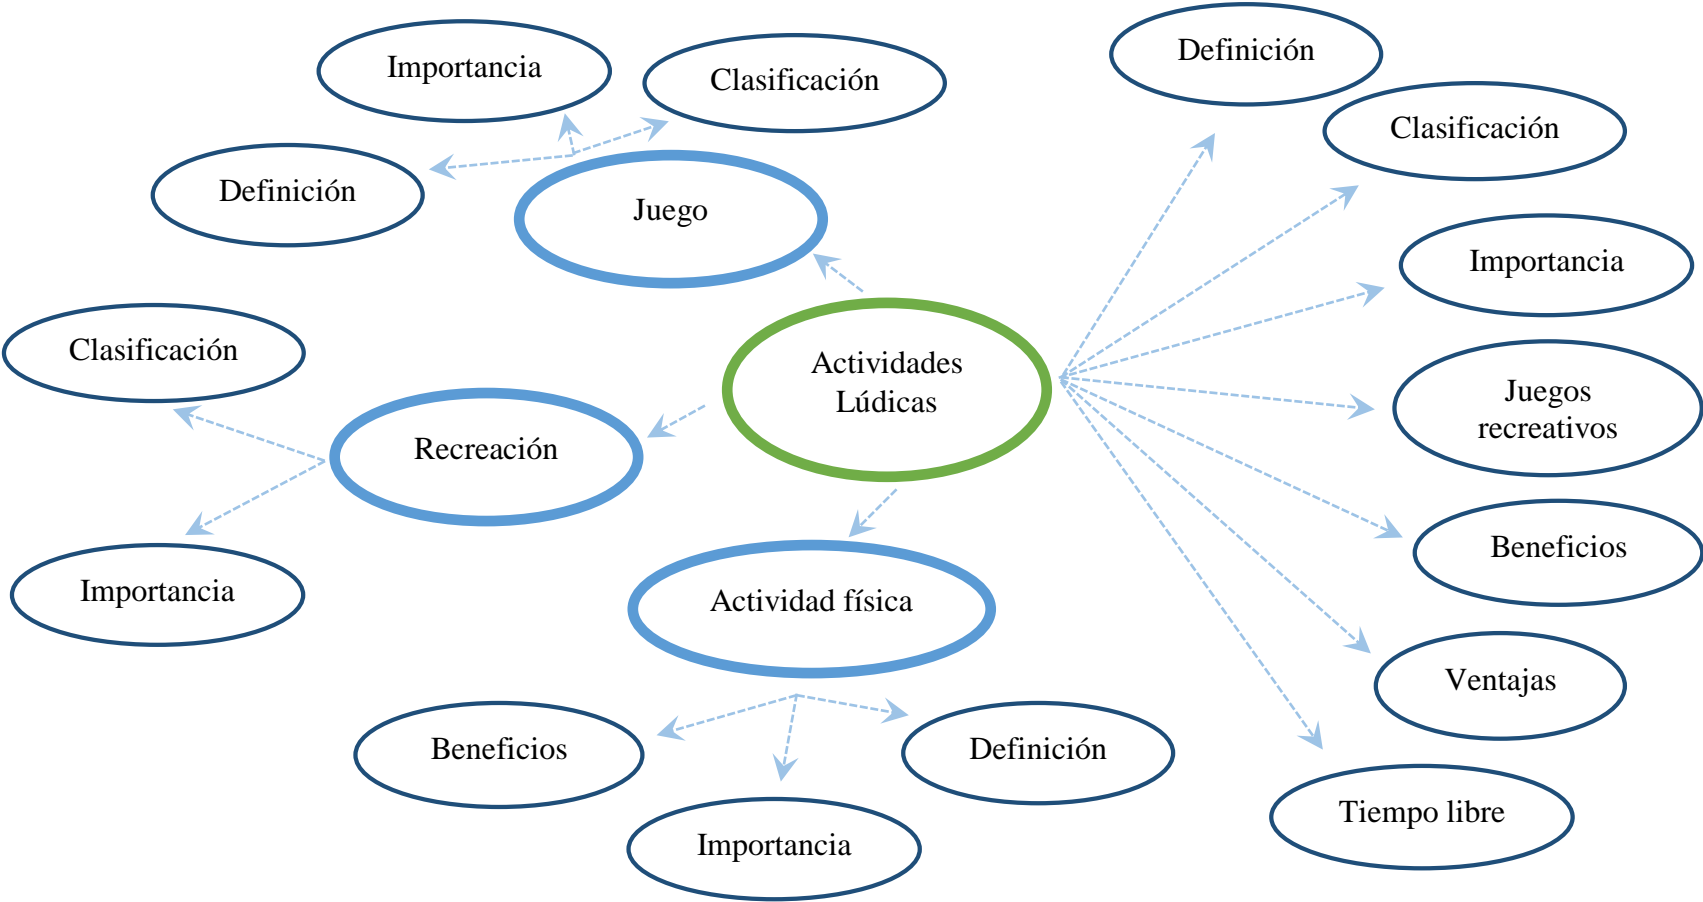 Importancia
Clasificación
Definición
Juego
Definición
Clasificación
Importancia
Actividades
Lúdicas
Clasificación
Recreación
Importancia
Juegos
recreativos
Beneficios
Ventajas
Tiempo libre
Actividad física
Beneficios
Importancia
Definición